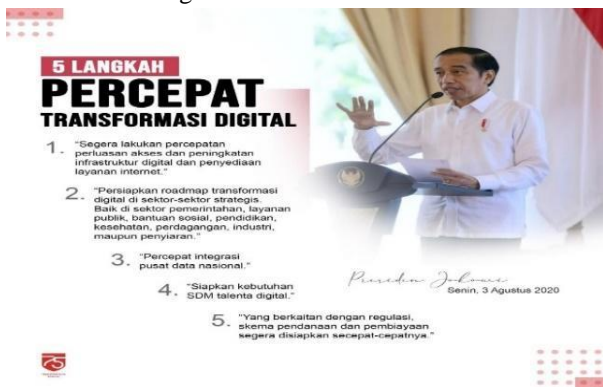 5 LANGKAH
PERCEPAT
TRANSFORMASI DIGITAL
1. "Segera lakukan percepatan
perluasan akses dan peningkatan
infrastruktur digital dan penyediaan
layanan internet."
2. "Persiapkan roadmap transformasi
digital di sektor-sektor strategis.
Baik di sektor pemerintahan, layanan
publik, bantuan sosial, pendidikan,
kesehatan, perdagangan, industri,
maupun penyiaran."
3. "Percepat integrasi
pusat data nasional."
4. "Siapkan kebutuhan
SDM talenta digital."
5. "Yang berkaitan dengan regulasi,
skema pendanaan dan pembiayaan
segera disiapkan secepat-cepatnya."
Presiden Jokowi
Senin, 3 Agustus 2020
75